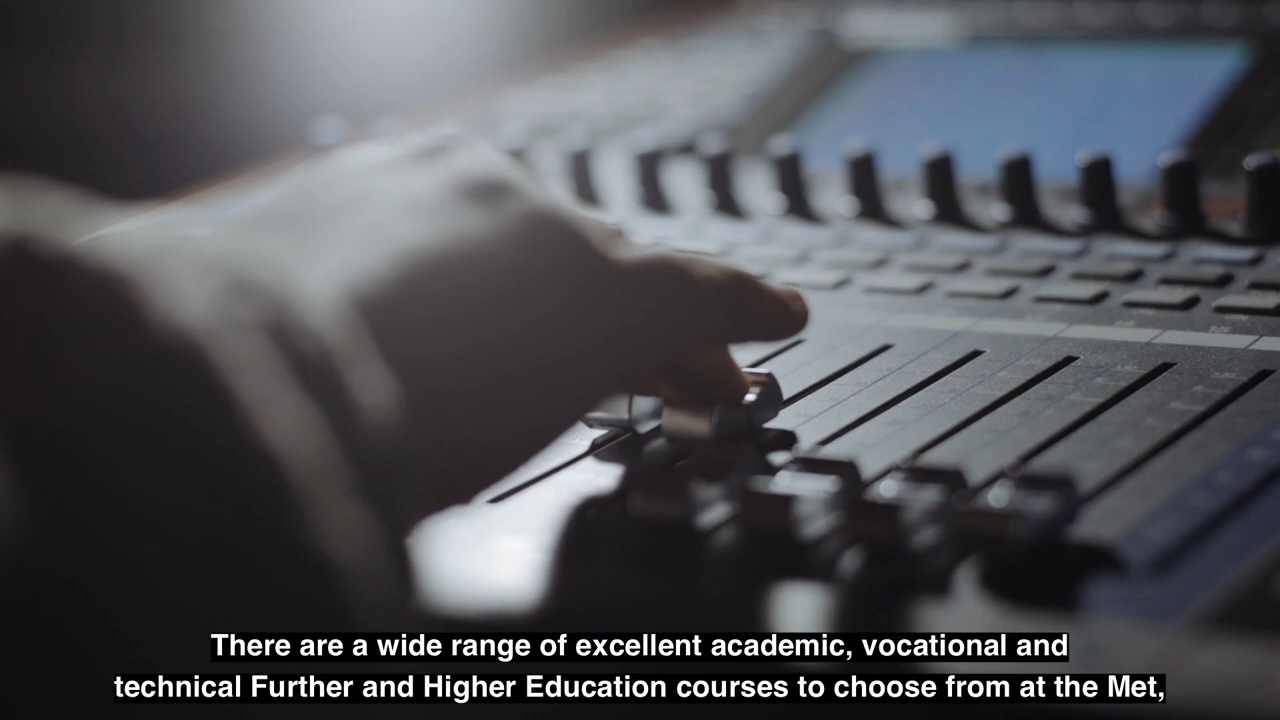 There are a wide range of excellent academic, vocational and
technical Further and Higher Education courses to choose from at the Met,